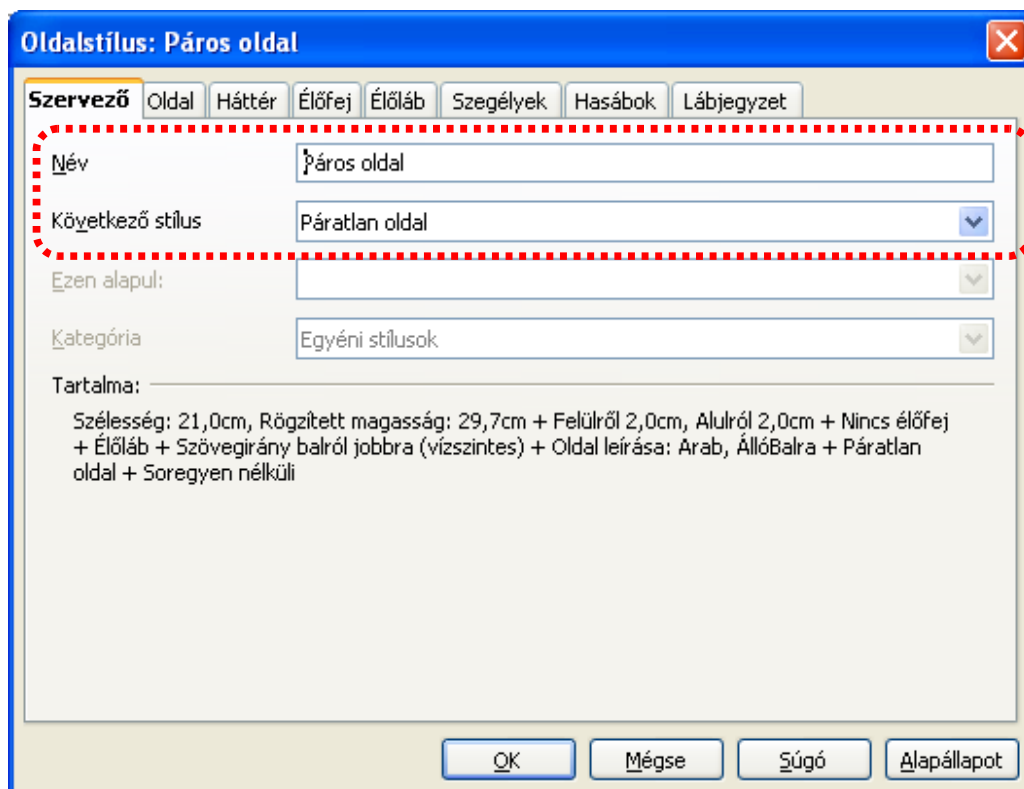 Oldalstílus: Páros oldal
Szervező Oldal Háttér Élőfej Élőláb Szegélyek Hasábok Lábjegyzet
Név Páros oldal
Következő stílus Páratlan oldal
Ezen alapul:
Kategória Egyéni stílusok
Tartalma:
Szélesség: 21,0cm, Rögzített magasság: 29,7cm + Felülről 2,0cm, Alulról 2,0cm + Nincs élőfej
+ Élőláb + Szövegirány balról jobbra (vízszintes) + Oldal leírása: Arab, ÁllóBalra + Páratlan
oldal + Soregyen nélküli
OK Mégse Súgó Alapállapot